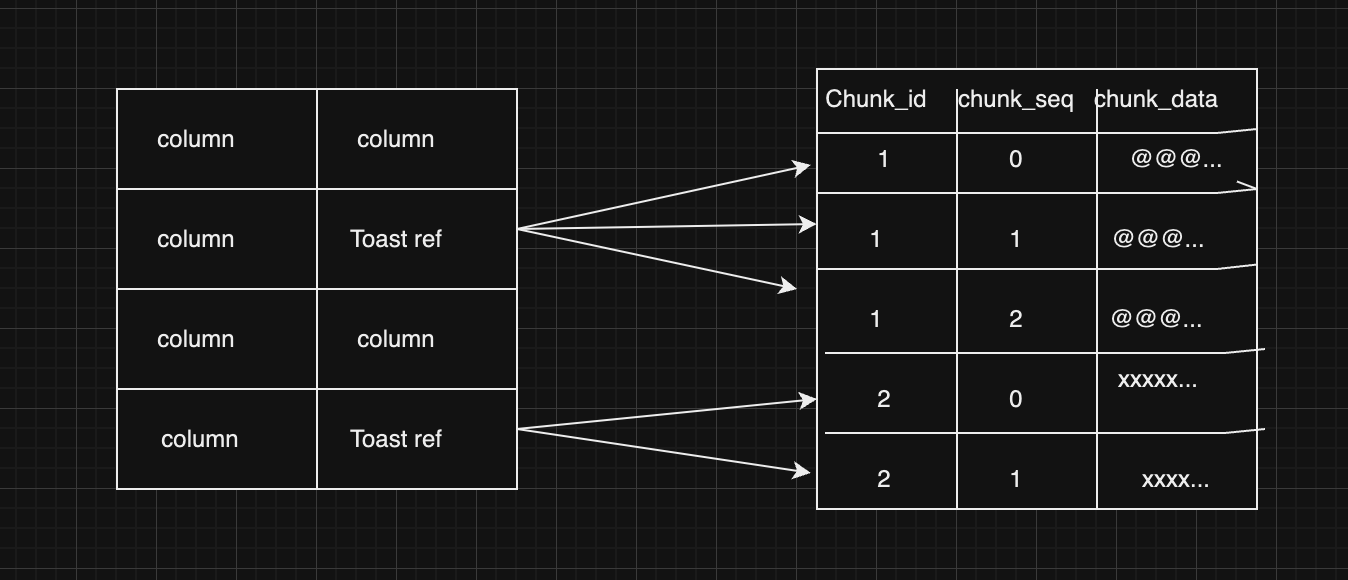 column column
column Toast ref
column column
column Toast ref
Chunk_id chunk_seq chunk_data
1 0 @@@...
1 1 @@@...
1 2 @@@...
2 0 xxxxx...
2 1 xxxx...